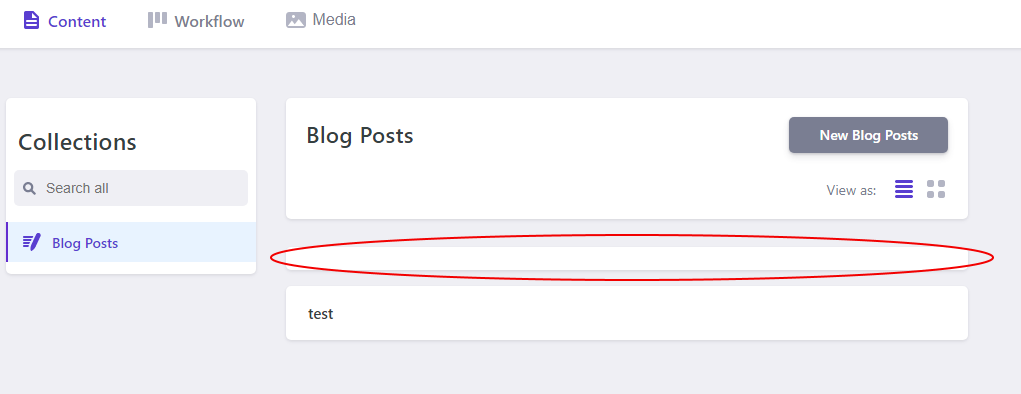 Content Workflow Media
Collections
Search all
Blog Posts
Blog Posts
New Blog Posts
View as:
test